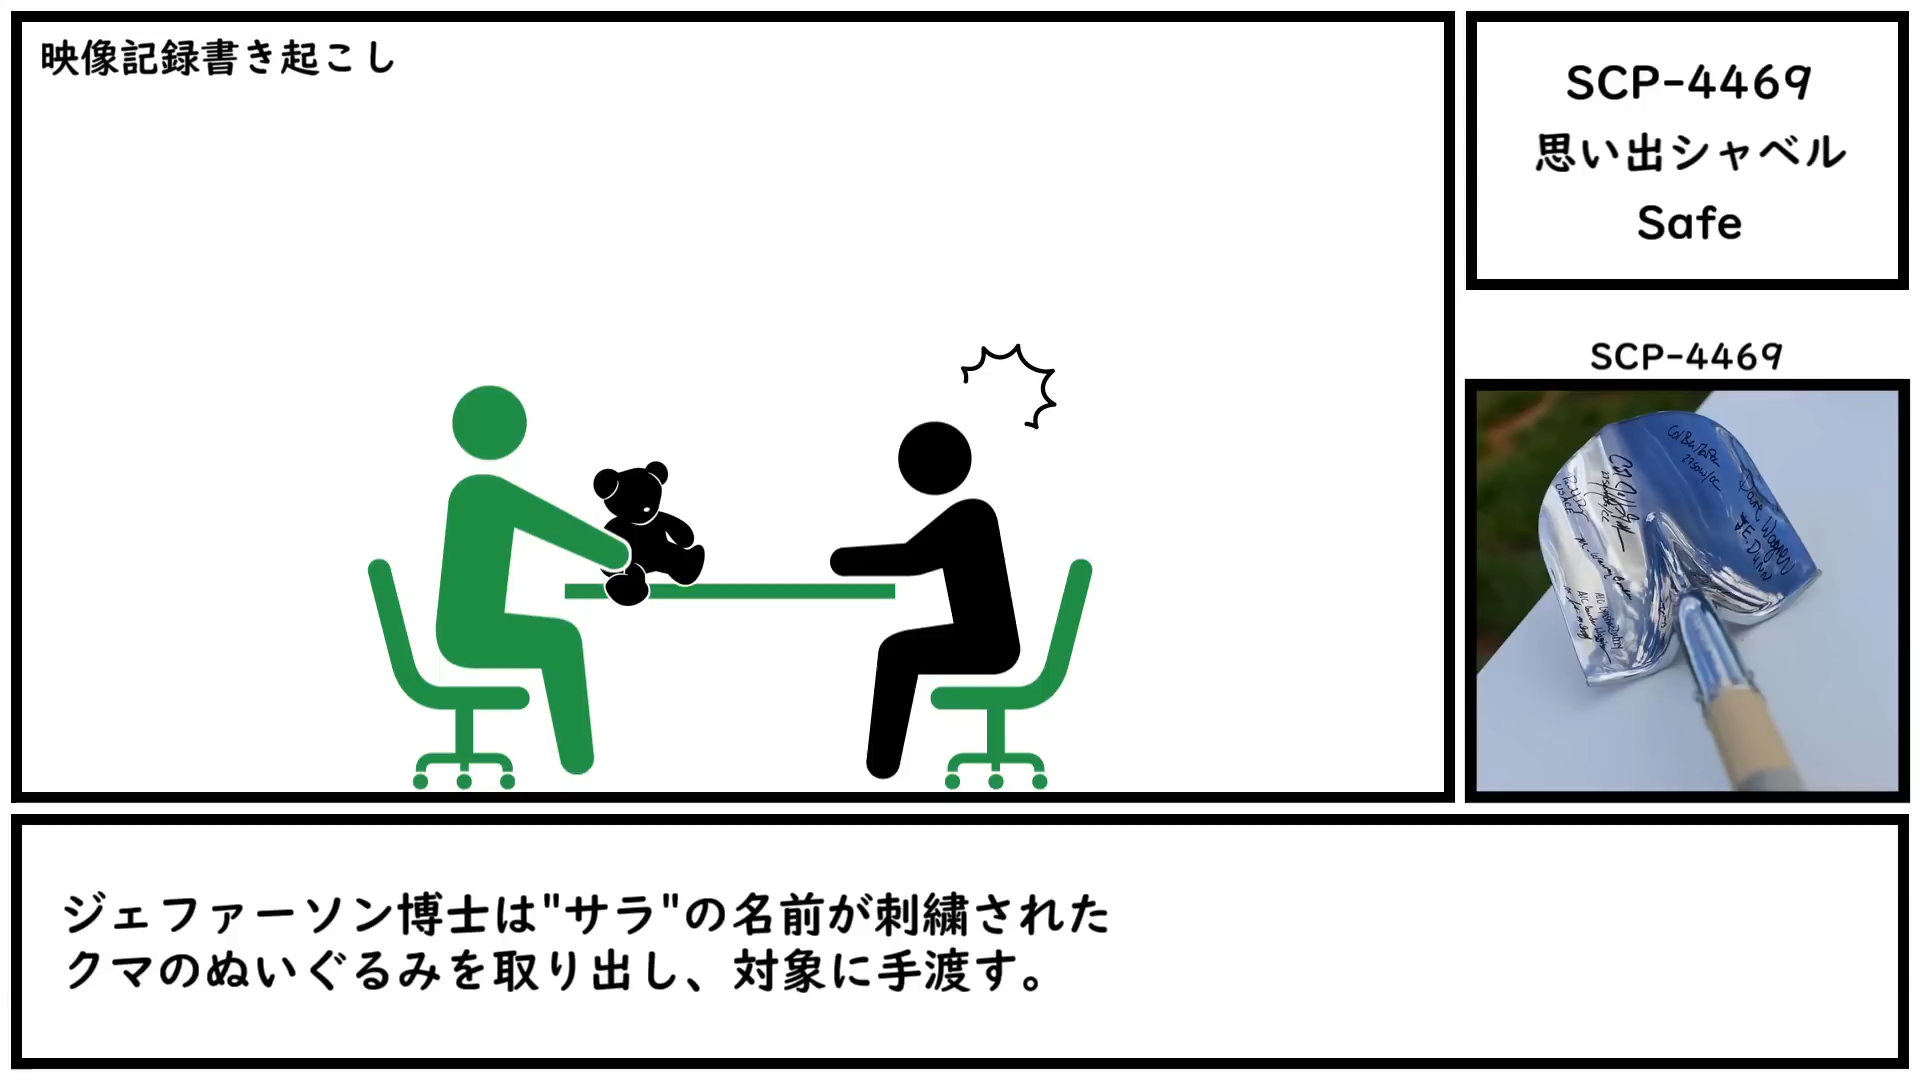 映像記録書き起こし
SCP-4469
思い出シャベル
Safe
SCP-4469
ジェファーソン博士は"サラ"の名前が刺繍された
クマのぬいぐるみを取り出し、対象に手渡す。